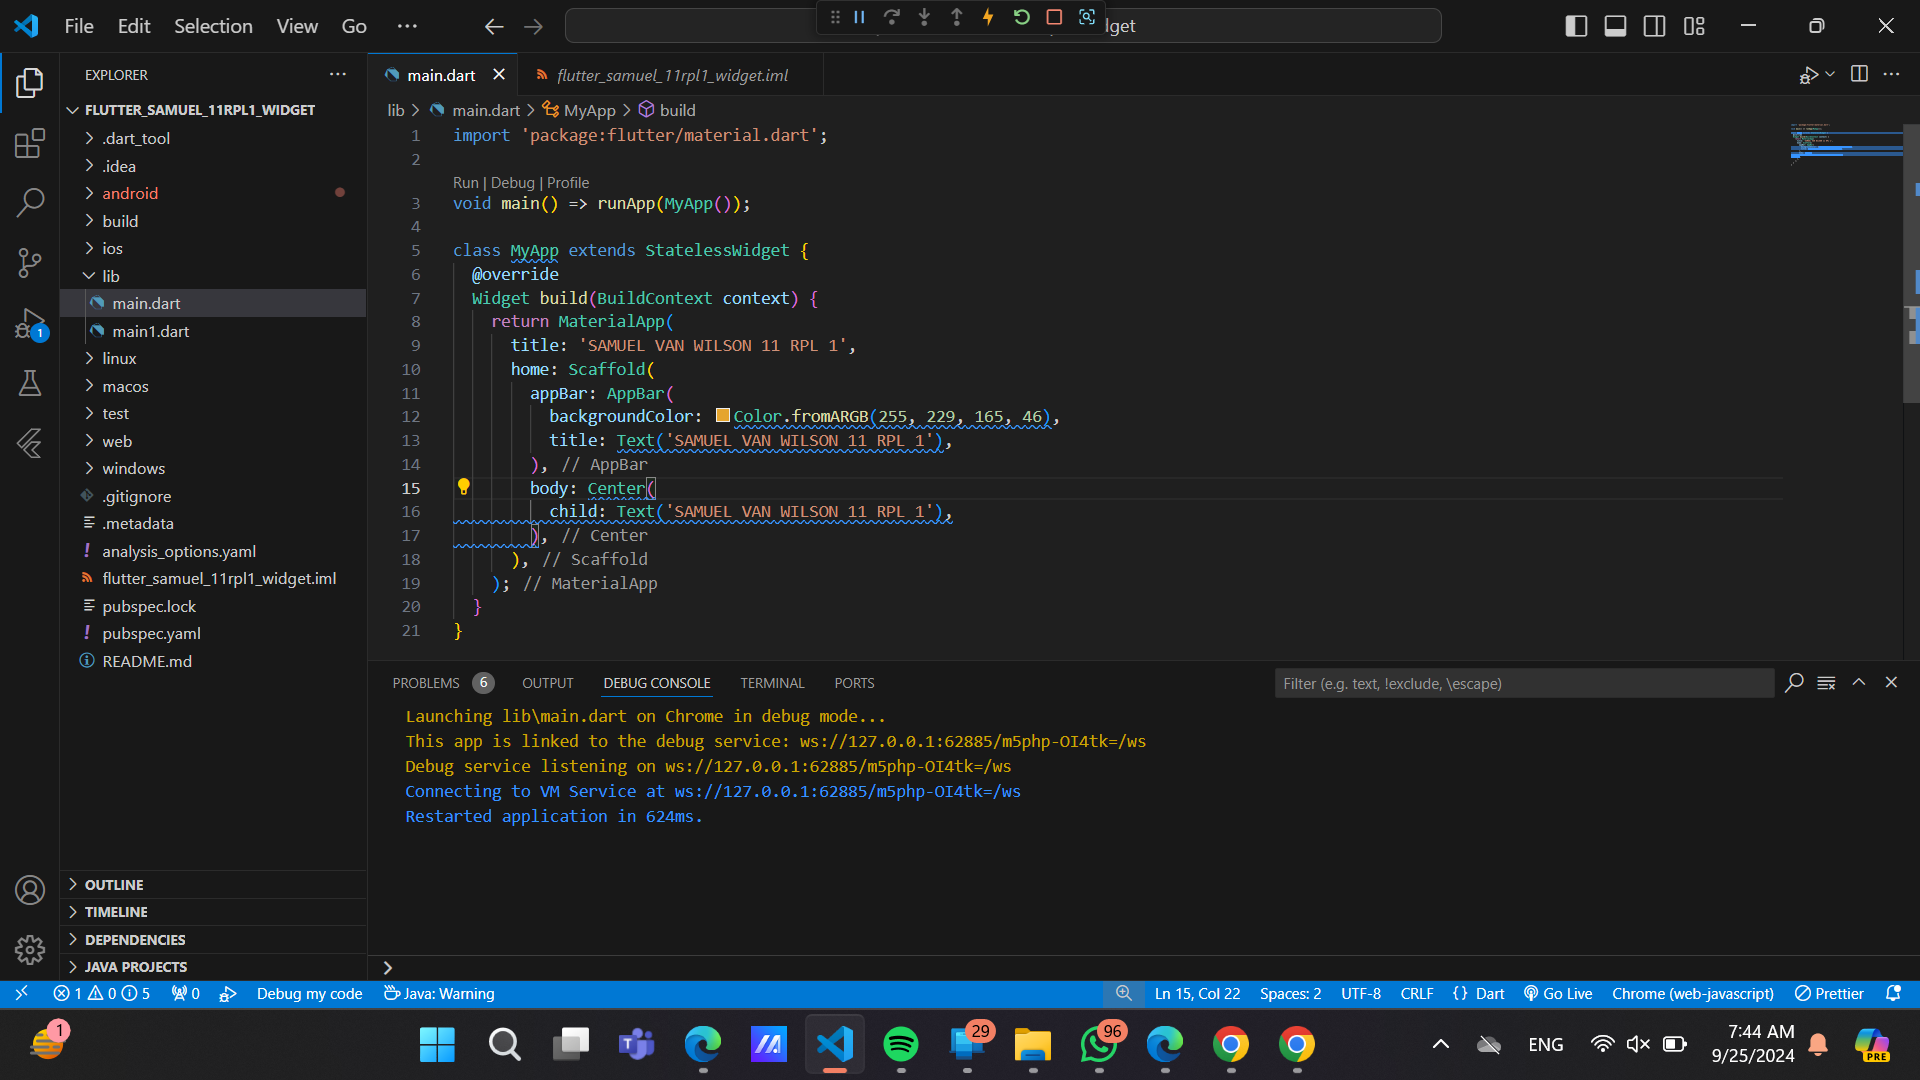 File Edit Selection View Go ··· dget
EXPLORER ···
FLUTTER_SAMUEL_11RPL1_WIDGET
.dart_tool
.idea
android
build
ios
lib
main.dart
main1.dart
linux
macos
test
web
windows
.gitignore
.metadata
analysis_options.yaml
flutter_samuel_11rpl1_widget.iml
pubspec.lock
pubspec.yaml
README.md
OUTLINE
TIMELINE
DEPENDENCIES
JAVA PROJECTS
1
main.dart flutter_samuel_11rpl1_widget.iml
lib > main.dart > MyApp > build
1 import 'package:flutter/material.dart';
2
Run | Debug | Profile
3 void main() => runApp(MyApp());
4
5 class MyApp extends StatelessWidget {
6 @override
7 Widget build(BuildContext context) {
8 return MaterialApp(
9 title: 'SAMUEL VAN WILSON 11 RPL 1',
10 home: Scaffold(
11 appBar: AppBar(
12 backgroundColor: Color.fromARGB(255, 229, 165, 46),
13 title: Text('SAMUEL VAN WILSON 11 RPL 1'),
14 ), // AppBar
15 body: Center(
16 child: Text('SAMUEL VAN WILSON 11 RPL 1'),
17 ), // Center
18 ), // Scaffold
19 ); // MaterialApp
20 }
21 }
PROBLEMS 6 OUTPUT DEBUG CONSOLE TERMINAL PORTS Filter (e.g. text, !exclude, \escape)
Launching lib\main.dart on Chrome in debug mode...
This app is linked to the debug service: ws://127.0.0.1:62885/m5php-OI4tk=/ws
Debug service listening on ws://127.0.0.1:62885/m5php-OI4tk=/ws
Connecting to VM Service at ws://127.0.0.1:62885/m5php-OI4tk=/ws
Restarted application in 624ms.
1 0 5 0 Debug my code Java: Warning Ln 15, Col 22 Spaces: 2 UTF-8 CRLF {} Dart Go Live Chrome (web-javascript) Prettier
1 29 96 ENG 7:44 AM
9/25/2024
PRE